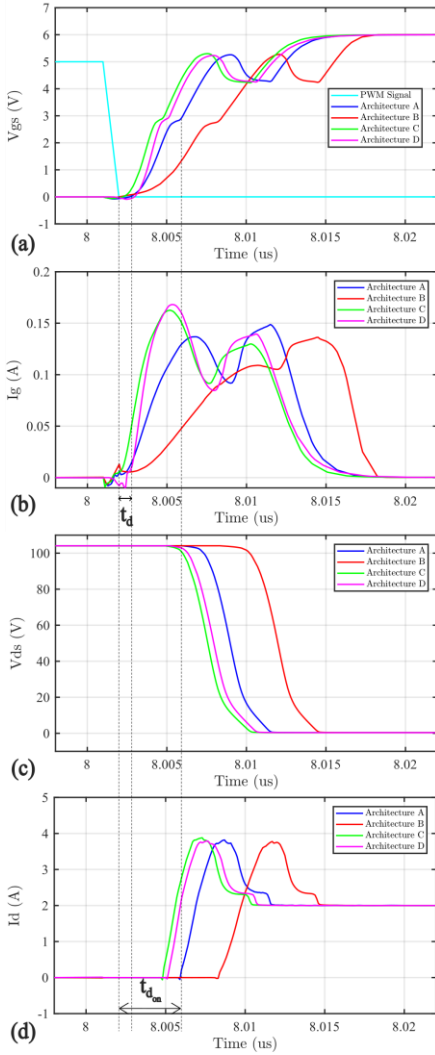 6
5
4
3
2
1
0
-1
Vgs (V)
PWM Signal
Architecture A
Architecture B
Architecture C
Architecture D
8
8.005
8.01
8.015
8.02
Time (us)
(a)
0.2
0.15
0.1
0.05
0
Ig (A)
Architecture A
Architecture B
Architecture C
Architecture D
8
8.005
8.01
8.015
8.02
Time (us)
(b)
td
100
80
60
40
20
0
Vds (V)
Architecture A
Architecture B
Architecture C
Architecture D
8
8.005
8.01
8.015
8.02
Time (us)
(c)
5
4
3
2
1
0
-1
Id (A)
Architecture A
Architecture B
Architecture C
Architecture D
tdon
8
8.005
8.01
8.015
8.02
Time (us)
(d)